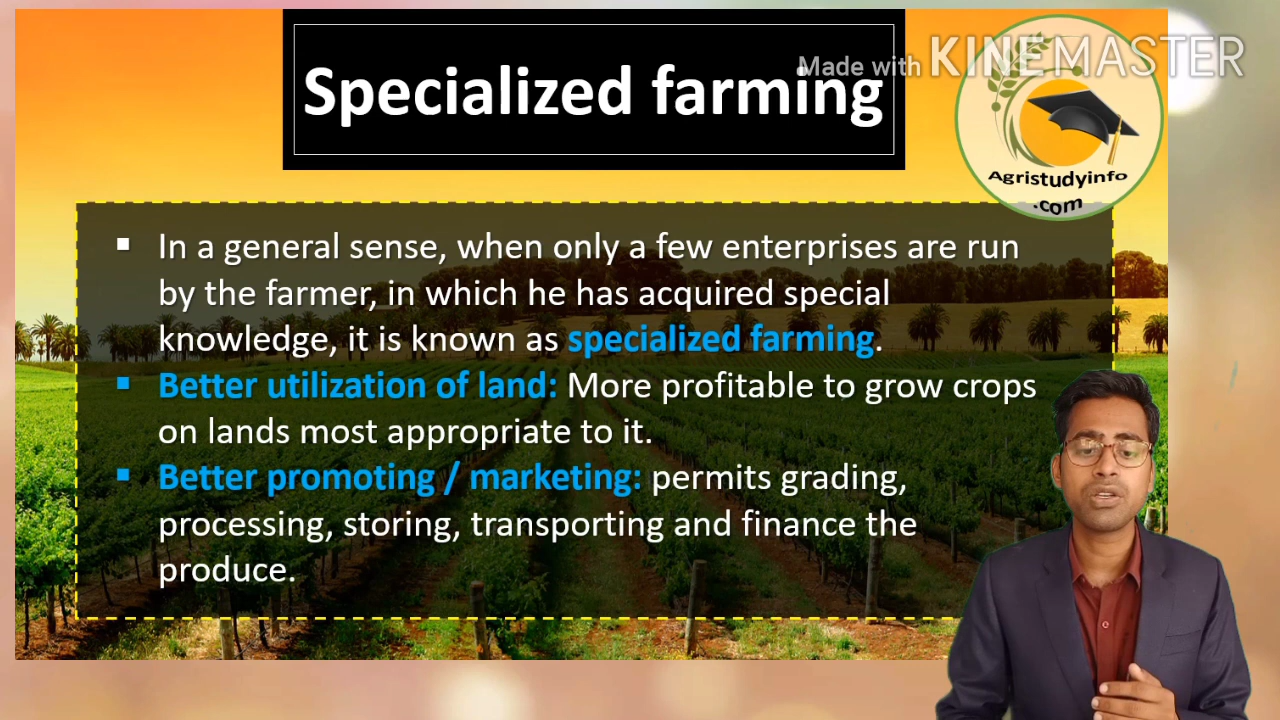 Made with KINEMASTER
Specialized farming
Agristudyinfo
.com
▪ In a general sense, when only a few enterprises are run
by the farmer, in which he has acquired special
knowledge, it is known as specialized farming.
▪ Better utilization of land: More profitable to grow crops
on lands most appropriate to it.
▪ Better promoting / marketing: permits grading,
processing, storing, transporting and finance the
produce.